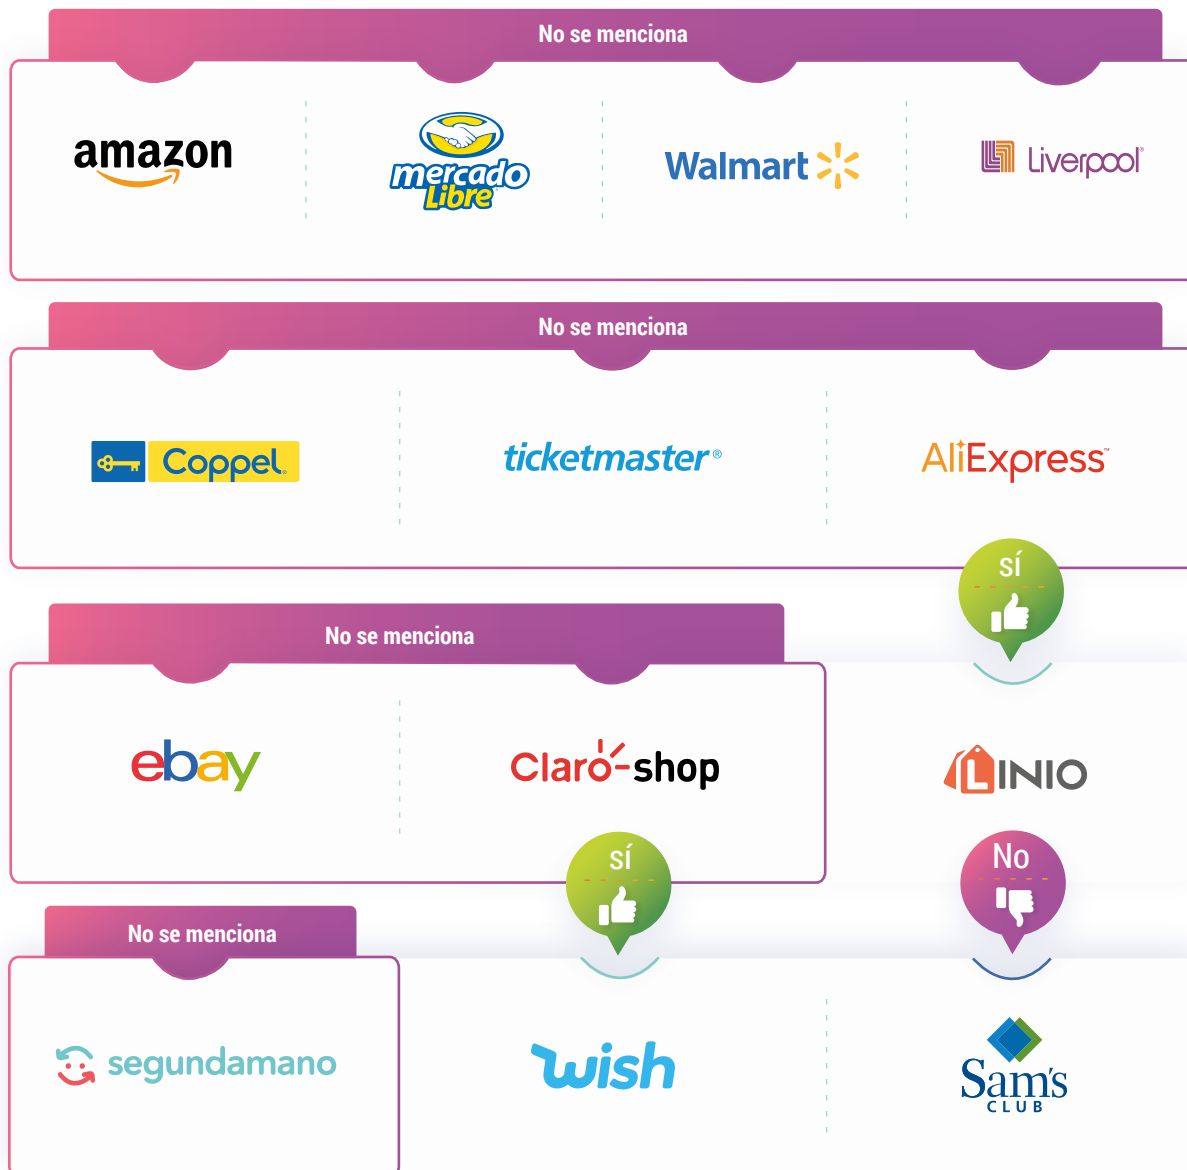 No se menciona
amazon
mercado
Libre
Walmart
Liverpool®
No se menciona
Coppel®
ticketmaster®
AliExpress™
sí
No se menciona
ebay
Claro shop
LINIO
sí
No
No se menciona
segundamano
wish
Sam's
CLUB